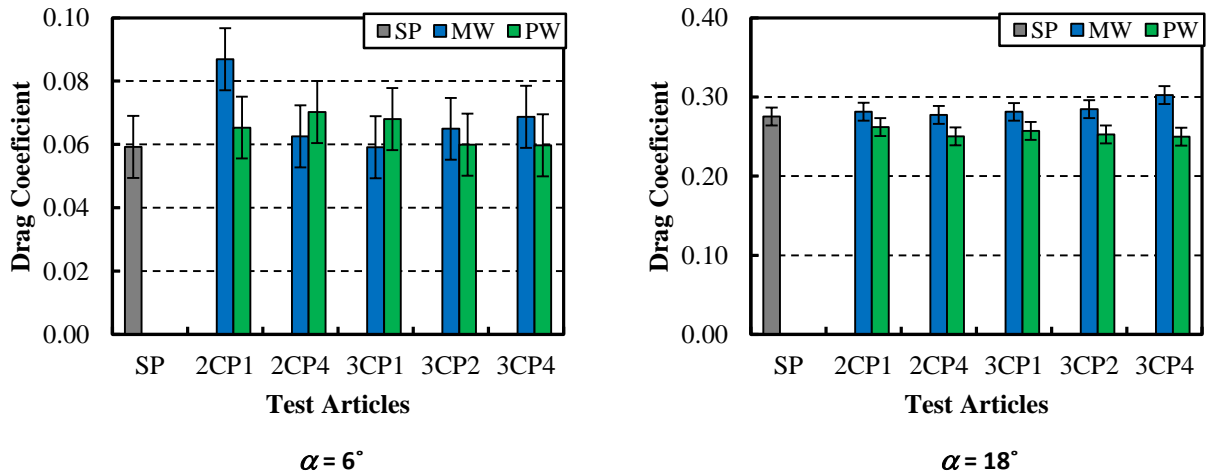 SP MW PW
0.10
0.08
0.06
0.04
0.02
0.00
Drag Coeeficient
SP 2CP1 2CP4 3CP1 3CP2 3CP4
Test Articles
α = 6˚
SP MW PW
0.40
0.30
0.20
0.10
0.00
Drag Coeeficient
SP 2CP1 2CP4 3CP1 3CP2 3CP4
Test Articles
α = 18˚